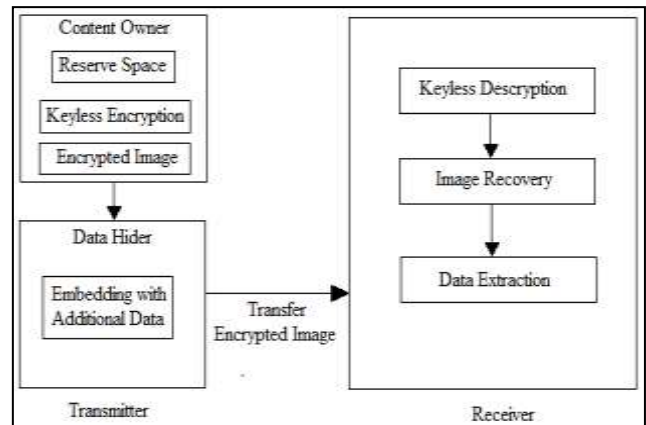 Content Owner
Reserve Space
Keyless Encryption
Encrypted Image
Data Hider
Embedding with
Additional Data
Transmitter
Transfer
Encrypted Image
Keyless Descryption
Image Recovery
Data Extraction
Receiver